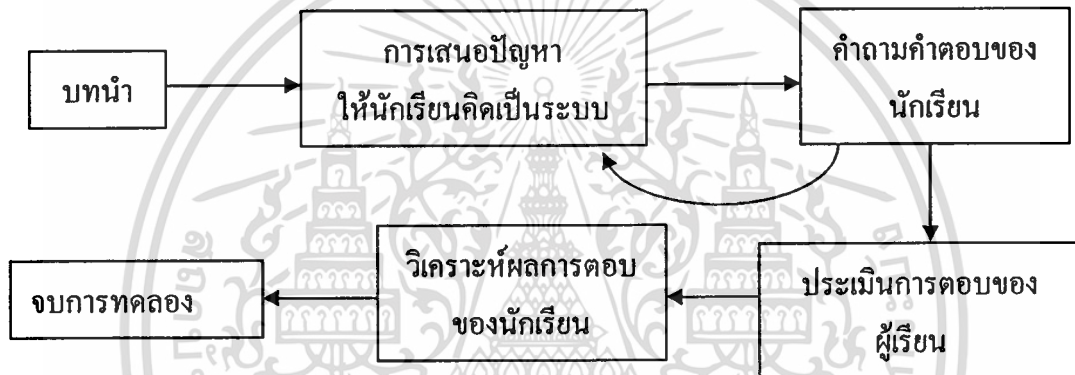 บทนำ
การเสนอปัญหา
ให้นักเรียนคิดเป็นระบบ
คำถามคำตอบของ
นักเรียน
ประเมินการตอบของ
ผู้เรียน
วิเคราะห์ผลการตอบ
ของนักเรียน
จบการทดลอง